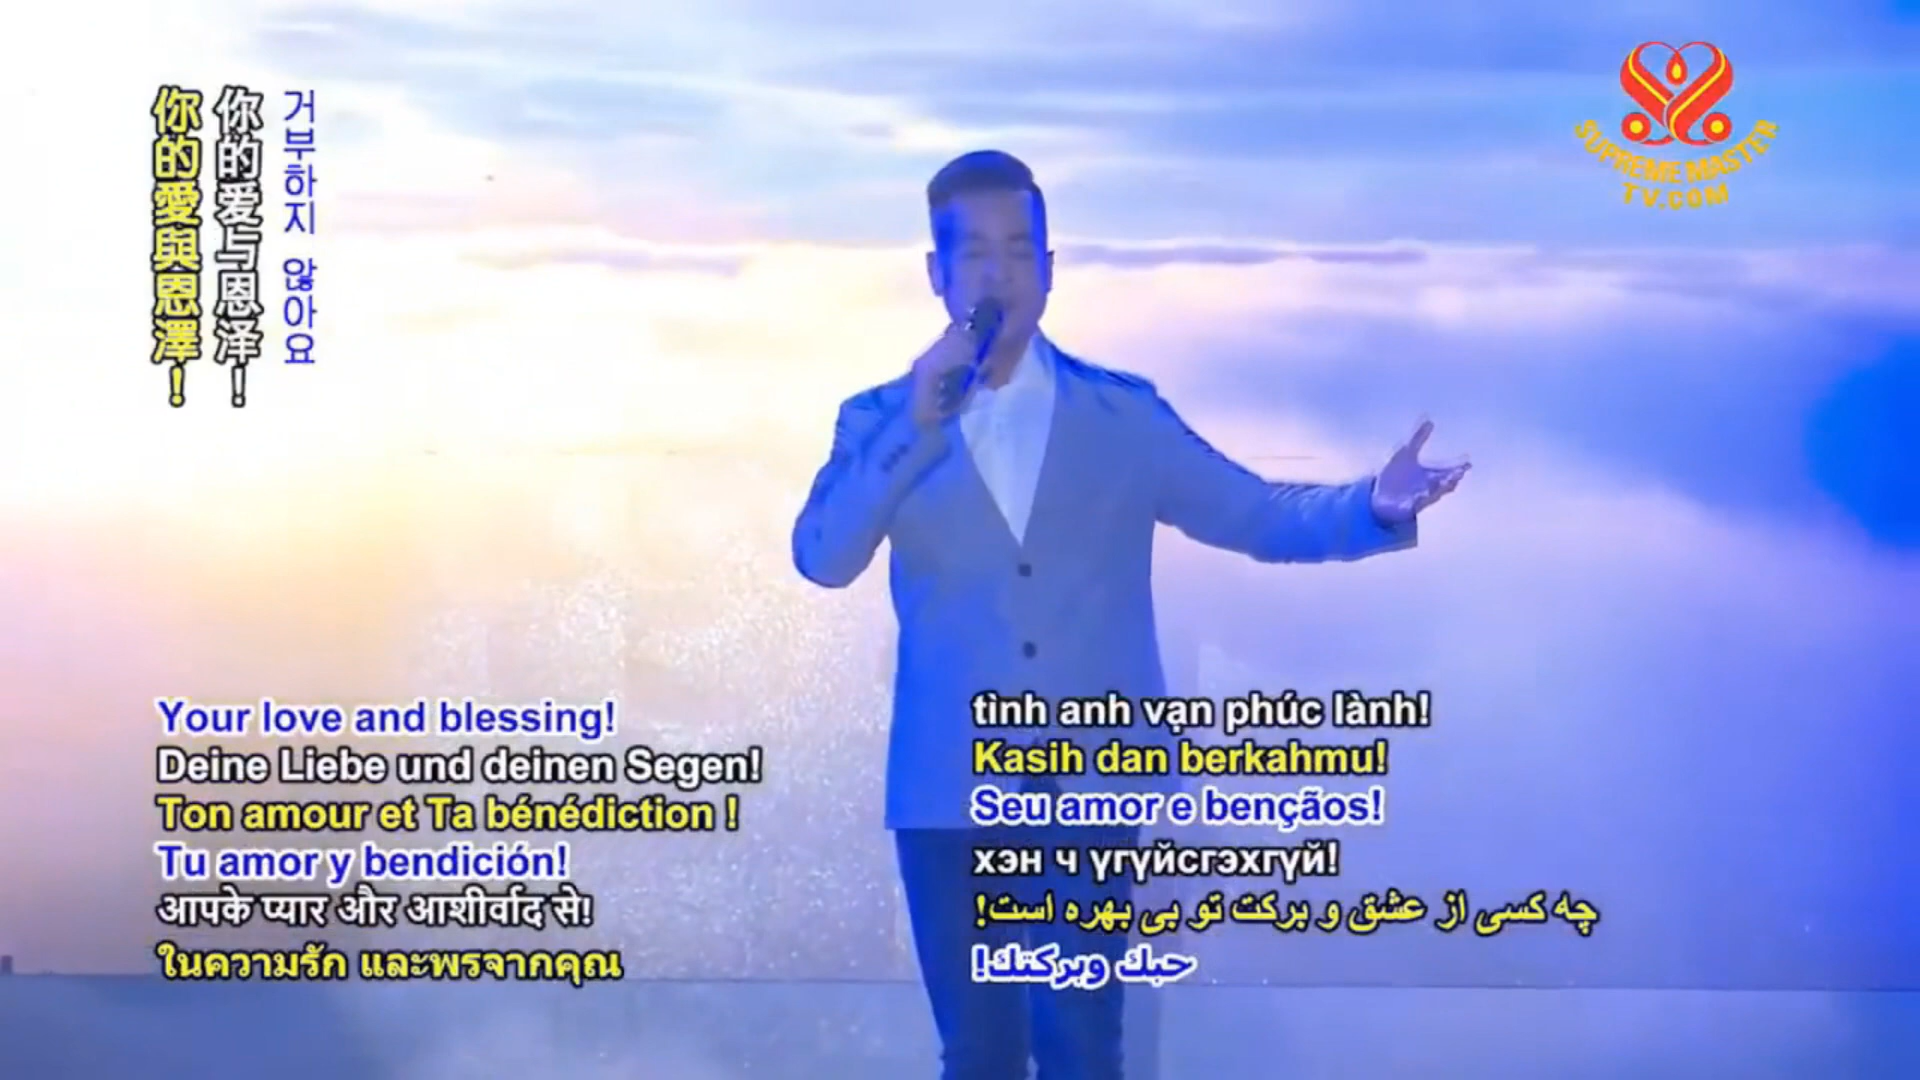 거부하지 않아요
你的爱与恩泽!
你的愛與恩澤!
SUPREME MASTER
TV.COM
Your love and blessing!
Deine Liebe und deinen Segen!
Ton amour et Ta bénédiction !
Tu amor y bendición!
आपके प्यार और आशीर्वाद से!
ในความรัก และพรจากคุณ
tình anh vạn phúc lành!
Kasih dan berkahmu!
Seu amor e bençãos!
хэн ч үгүйсгэхгүй!
چه کسی از عشق و برکت تو بی بهره است!
حبك وبركتك!